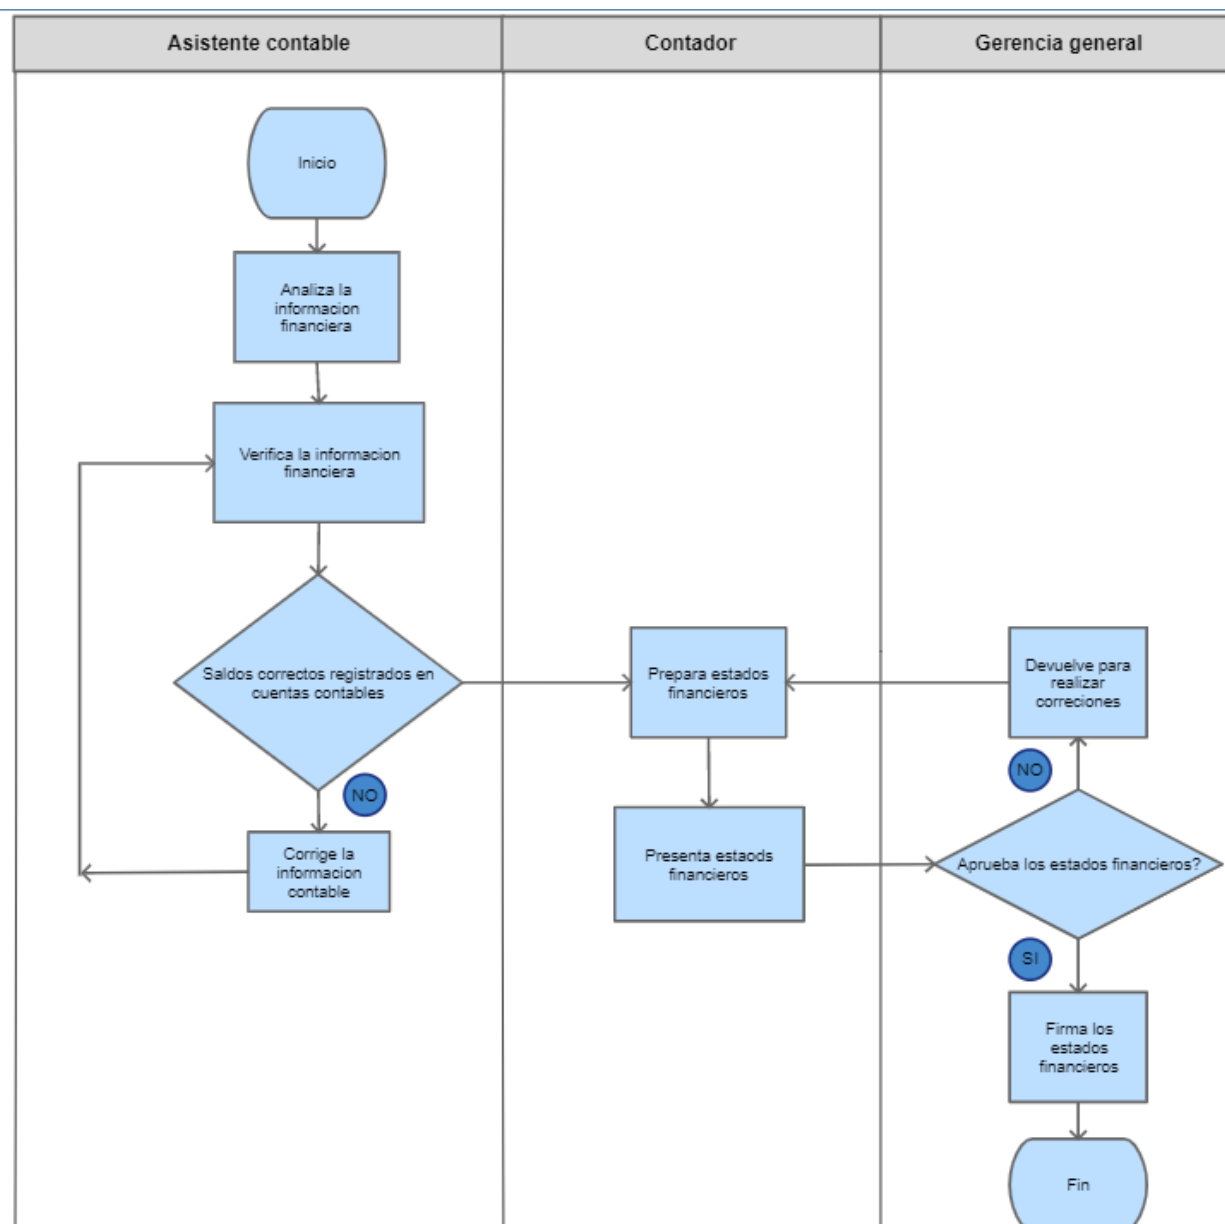 Asistente contable
Contador
Gerencia general
Inicio
Analiza la
informacion
financiera
Verifica la informacion
financiera
Saldos correctos registrados en
cuentas contables
NO
Corrige la
informacion
contable
Prepara estados
financieros
Presenta estaods
financieros
Devuelve para
realizar
correciones
NO
Aprueba los estados financieros?
SI
Firma los
estados
financieros
Fin